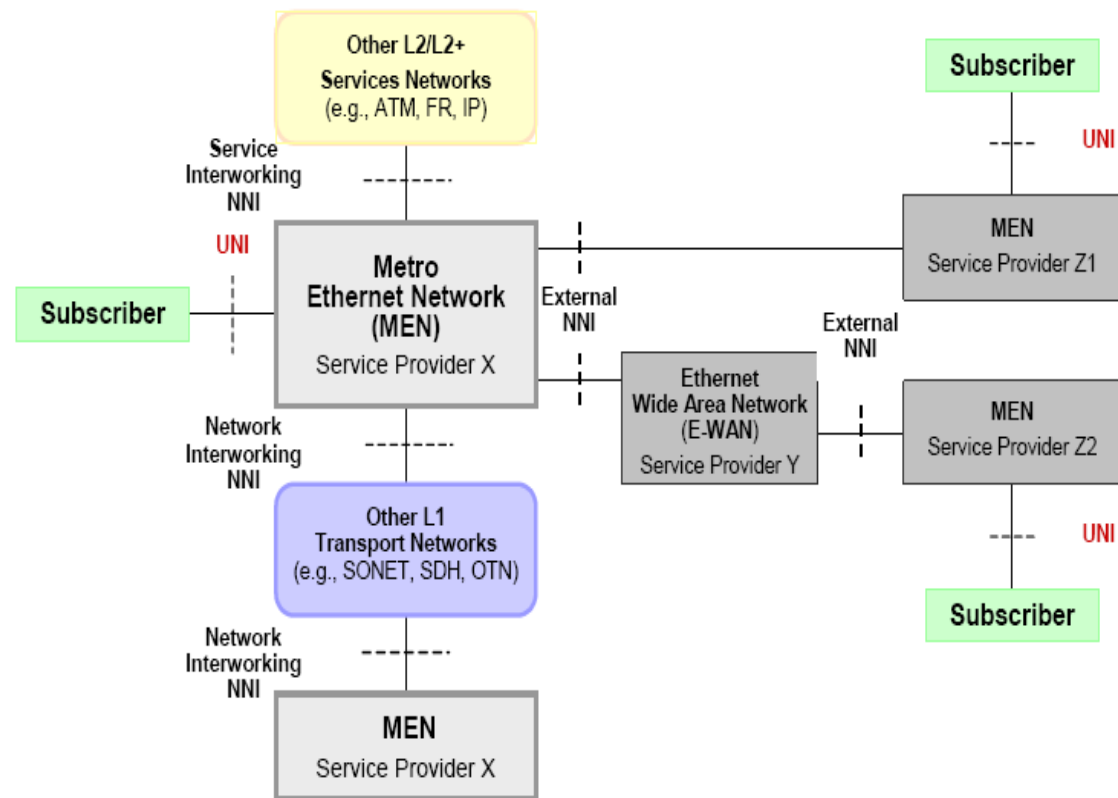 Other L2/L2+
Services Networks
(e.g., ATM, FR, IP)
Subscriber
UNI
Service
Interworking
NNI
UNI
Subscriber
Metro
Ethernet Network
(MEN)
Service Provider X
External
NNI
MEN
Service Provider Z1
External
NNI
Ethernet
Wide Area Network
(E-WAN)
Service Provider Y
MEN
Service Provider Z2
UNI
Subscriber
Network
Interworking
NNI
Other L1
Transport Networks
(e.g., SONET, SDH, OTN)
Network
Interworking
NNI
MEN
Service Provider X